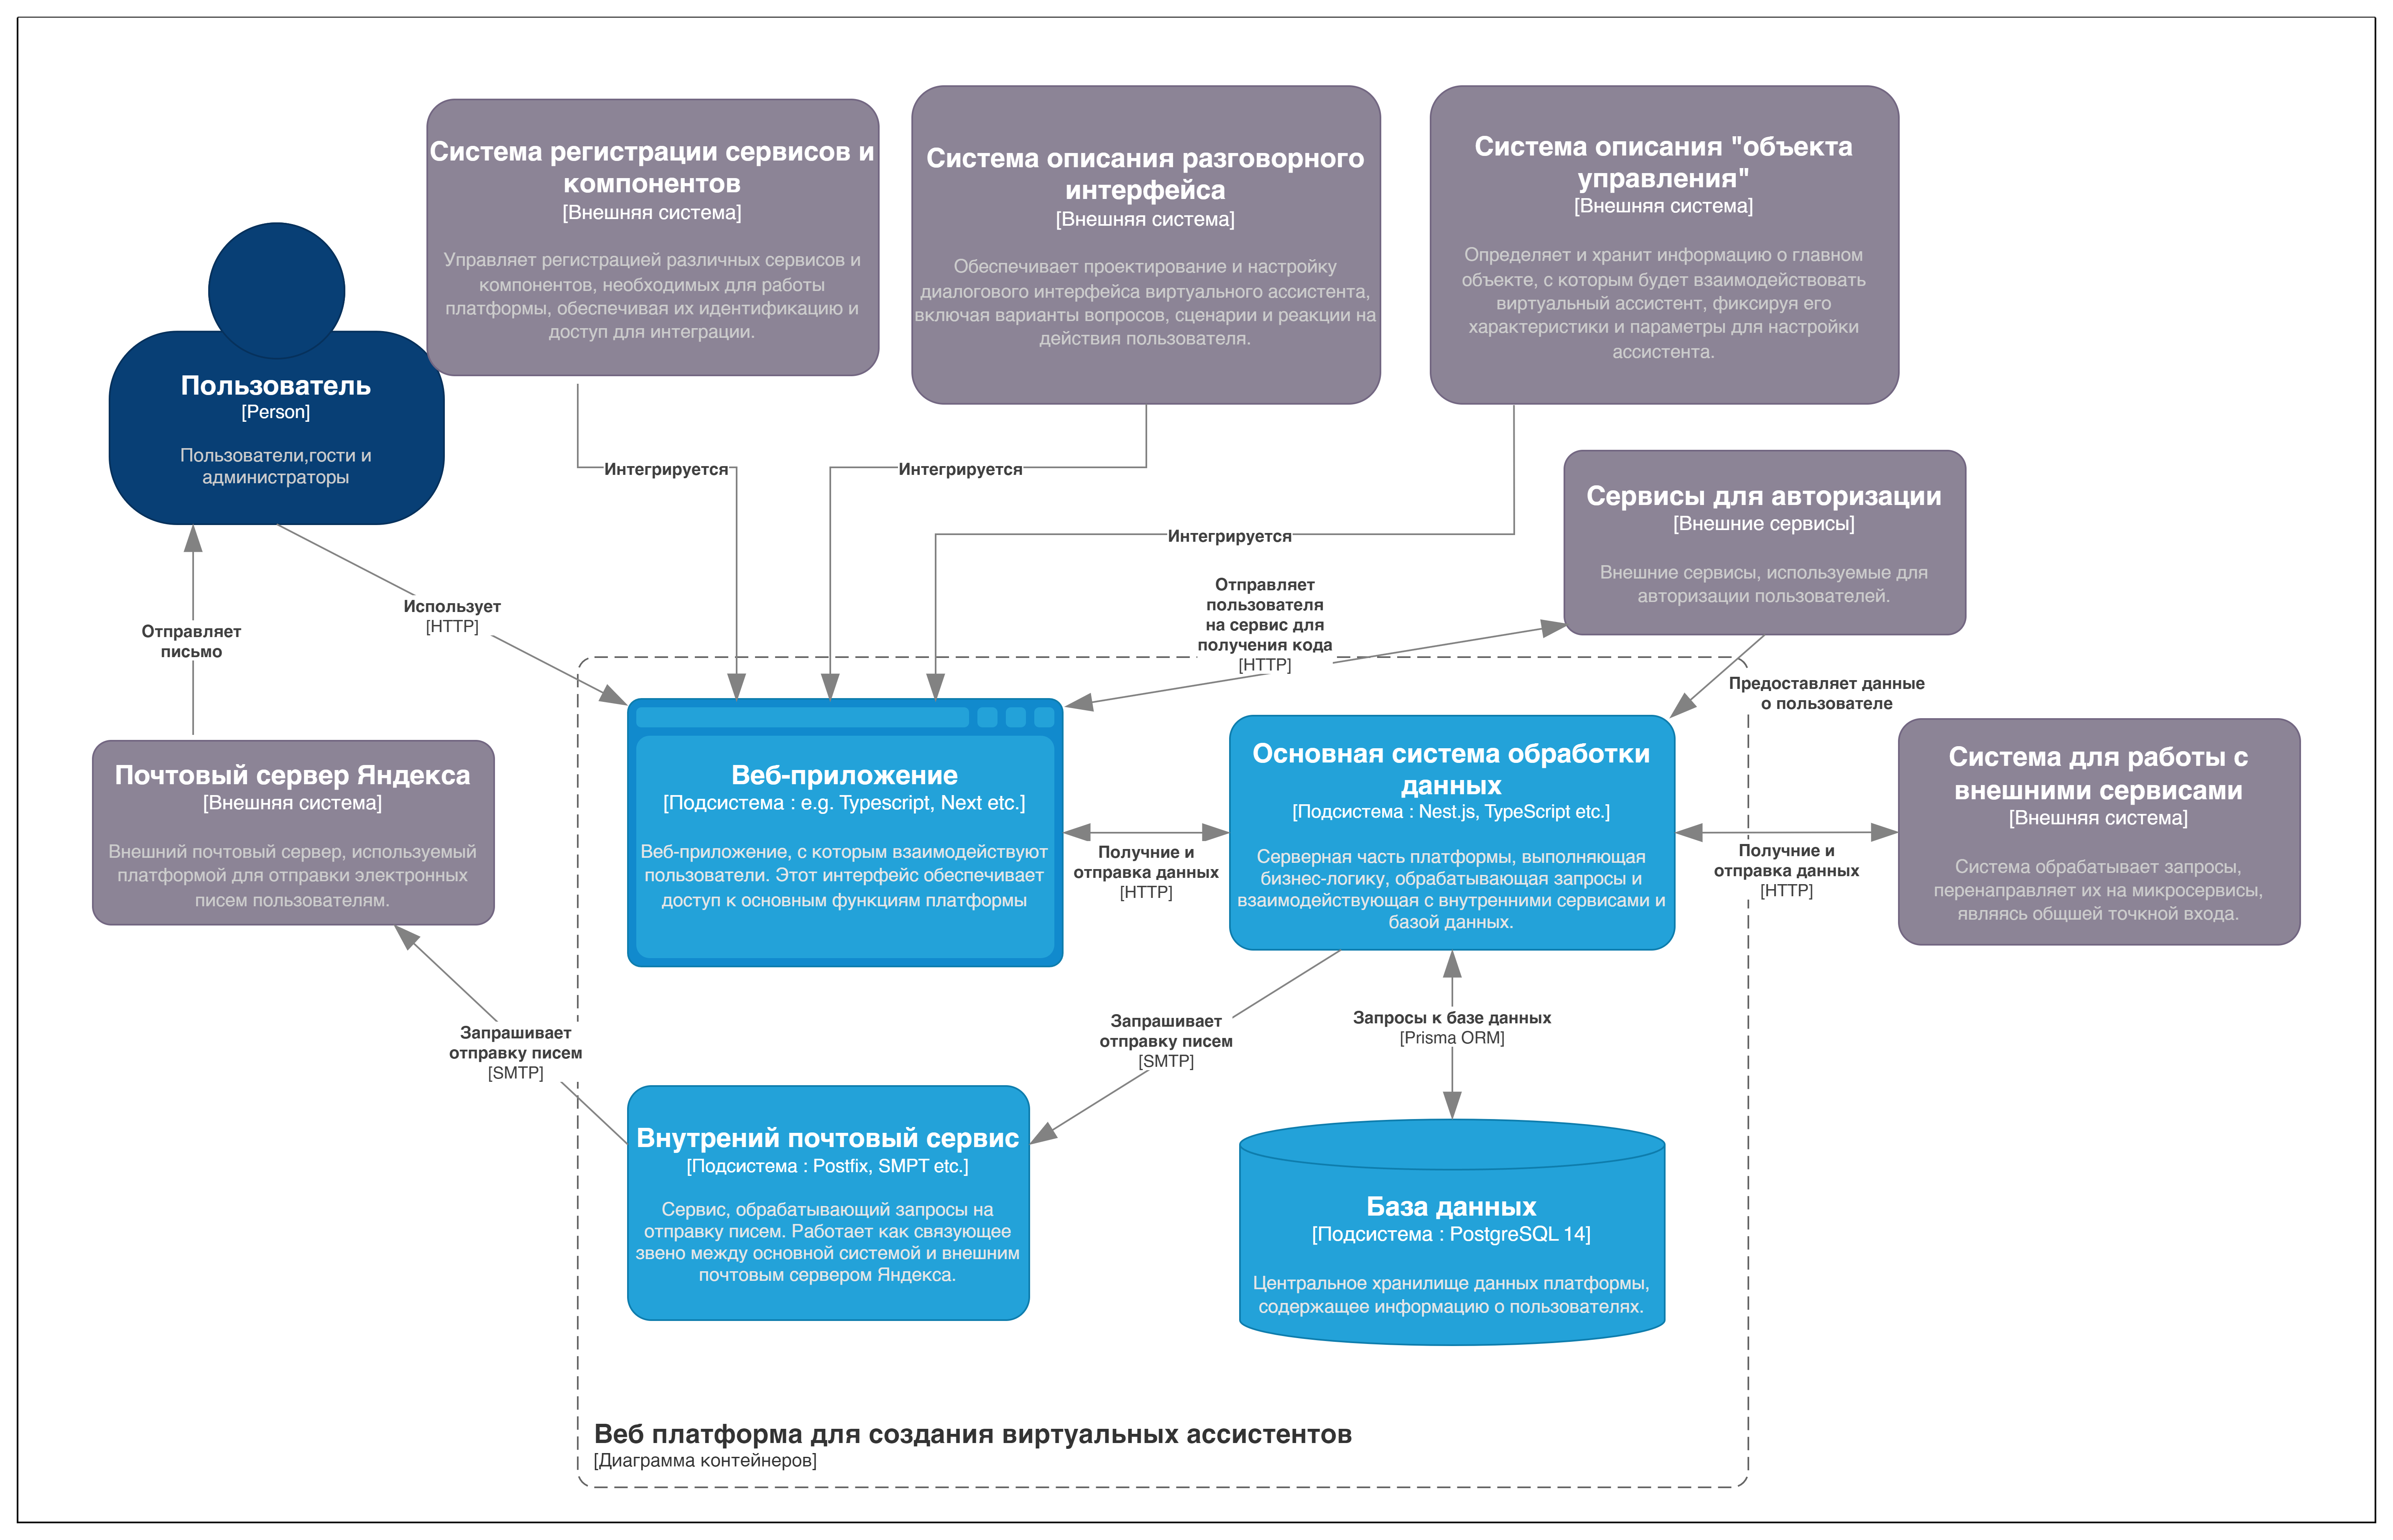 Система регистрации сервисов и
компонентов
[Внешняя система]
Управляет регистрацией различных сервисов и
компонентов, необходимых для работы
платформы, обеспечивая их идентификацию и
доступ для интеграции.
Система описания разговорного
интерфейса
[Внешняя система]
Обеспечивает проектирование и настройку
диалогового интерфейса виртуального ассистента,
включая варианты вопросов, сценарии и реакции на
действия пользователя.
Система описания "объекта
управления"
[Внешняя система]
Определяет и хранит информацию о главном
объекте, с которым будет взаимодействовать
виртуальный ассистент, фиксируя его
характеристики и параметры для настройки
ассистента.
Пользователь
[Person]
Пользователи,гости и
администраторы
Интегрируется
Интегрируется
Интегрируется
Сервисы для авторизации
[Внешние сервисы]
Внешние сервисы, используемые для
авторизации пользователей.
Отправляет
письмо
Использует
[HTTP]
Отправляет
пользователя
на сервис для
получения кода
[HTTP]
Предоставляет данные
о пользователе
Почтовый сервер Яндекса
[Внешняя система]
Внешний почтовый сервер, используемый
платформой для отправки электронных
писем пользователям.
Веб-приложение
[Подсистема : e.g. Typescript, Next etc.]
Веб-приложение, с которым взаимодействуют
пользователи. Этот интерфейс обеспечивает
доступ к основным функциям платформы
Получние и
отправка данных
[HTTP]
Основная система обработки
данных
[Подсистема : Nest.js, TypeScript etc.]
Серверная часть платформы, выполняющая
бизнес-логику, обрабатывающая запросы и
взаимодействующая с внутренними сервисами и
базой данных.
Получние и
отправка данных
[HTTP]
Система для работы с
внешними сервисами
[Внешняя система]
Система обрабатывает запросы,
перенаправляет их на микросервисы,
являясь общшей точкной входа.
Запрашивает
отправку писем
[SMTP]
Запрашивает
отправку писем
[SMTP]
Запросы к базе данных
[Prisma ORM]
Внутрений почтовый сервис
[Подсистема : Postfix, SMPT etc.]
Сервис, обрабатывающий запросы на
отправку писем. Работает как связующее
звено между основной системой и внешним
почтовым сервером Яндекса.
База данных
[Подсистема : PostgreSQL 14]
Центральное хранилище данных платформы,
содержащее информацию о пользователях.
Веб платформа для создания виртуальных ассистентов
[Диаграмма контейнеров]